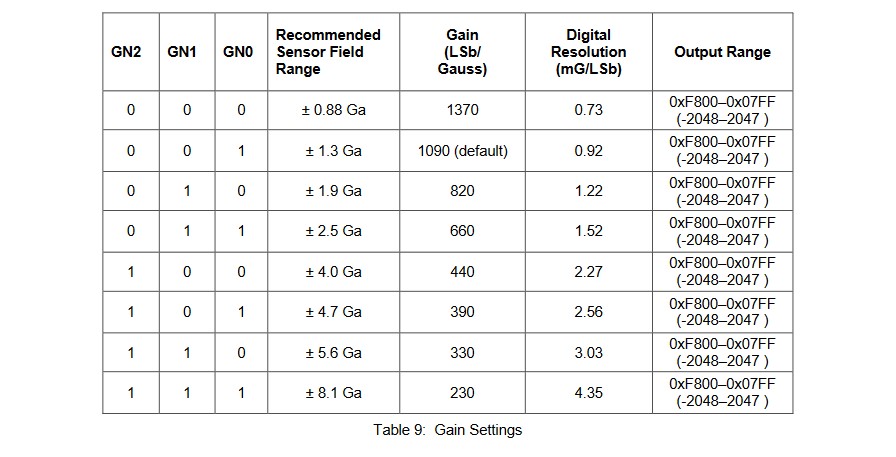 GN2 GN1 GN0 Recommended Sensor Field Range Gain (LSb/ Gauss) Digital Resolution (mG/LSb) Output Range
0 0 0 ± 0.88 Ga 1370 0.73 0xF800–0x07FF (-2048–2047 )
0 0 1 ± 1.3 Ga 1090 (default) 0.92 0xF800–0x07FF (-2048–2047 )
0 1 0 ± 1.9 Ga 820 1.22 0xF800–0x07FF (-2048–2047 )
0 1 1 ± 2.5 Ga 660 1.52 0xF800–0x07FF (-2048–2047 )
1 0 0 ± 4.0 Ga 440 2.27 0xF800–0x07FF (-2048–2047 )
1 0 1 ± 4.7 Ga 390 2.56 0xF800–0x07FF (-2048–2047 )
1 1 0 ± 5.6 Ga 330 3.03 0xF800–0x07FF (-2048–2047 )
1 1 1 ± 8.1 Ga 230 4.35 0xF800–0x07FF (-2048–2047 )
Table 9: Gain Settings